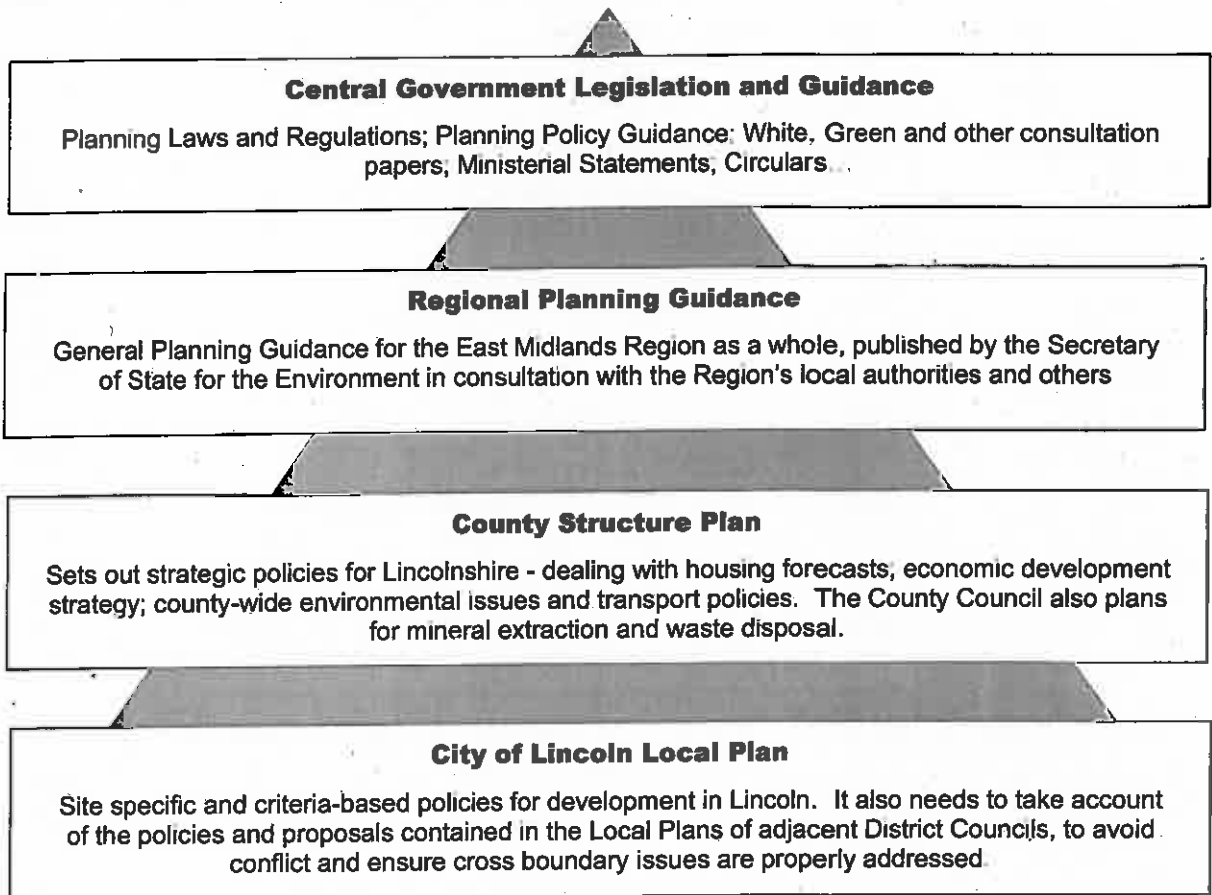 Central Government Legislation and Guidance
Planning Laws and Regulations; Planning Policy Guidance; White, Green and other consultation
papers; Ministerial Statements; Circulars
Regional Planning Guidance
General Planning Guidance for the East Midlands Region as a whole, published by the Secretary
of State for the Environment in consultation with the Region's local authorities and others
County Structure Plan
Sets out strategic policies for Lincolnshire - dealing with housing forecasts, economic development
strategy; county-wide environmental issues and transport policies. The County Council also plans
for mineral extraction and waste disposal.
City of Lincoln Local Plan
Site specific and criteria-based policies for development in Lincoln. It also needs to take account
of the policies and proposals contained in the Local Plans of adjacent District Councils, to avoid
conflict and ensure cross boundary issues are properly addressed